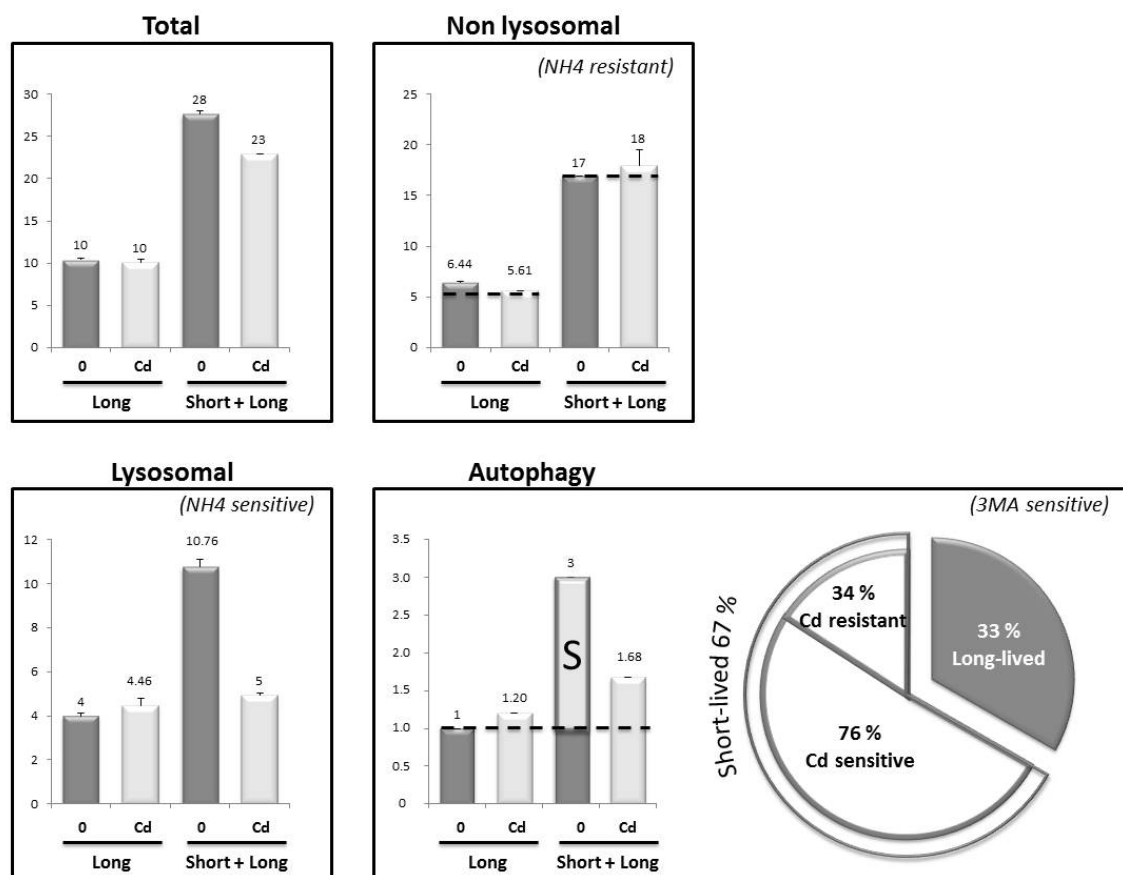 Total
(NH4 resistant)
Non lysosomal
30
25
20
15
10
5
0
10
10
28
23
0
Cd
0
Cd
Long
Short + Long
25
20
15
10
5
0
6.44
5.61
17
18
0
Cd
0
Cd
Long
Short + Long
Lysosomal
(NH4 sensitive)
12
10
8
6
4
2
0
4
4.46
10.76
5
0
Cd
0
Cd
Long
Short + Long
Autophagy
(3MA sensitive)
3.5
3.0
2.5
2.0
1.5
1.0
0.5
0
1
1.20
3
S
1.68
0
Cd
0
Cd
Long
Short + Long
Short-lived 67 %
34 %
Cd resistant
33 %
Long-lived
76 %
Cd sensitive